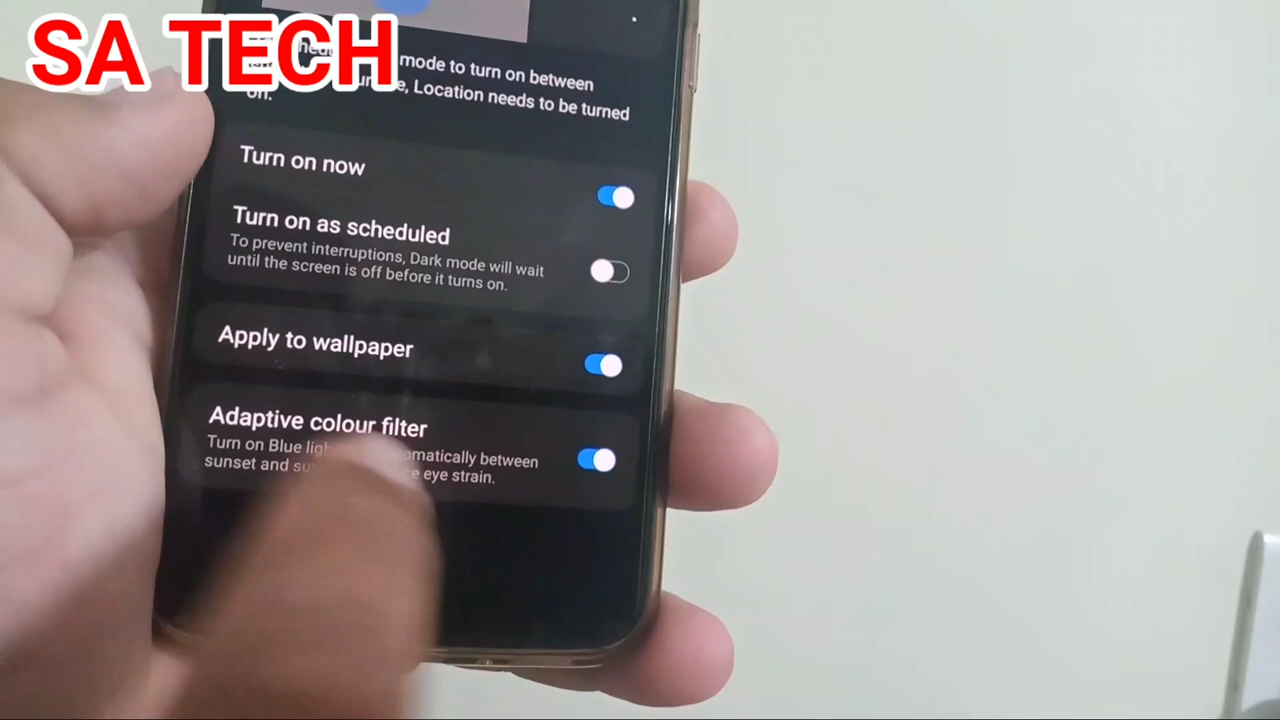 SA TECH
mode to turn on between
Location needs to be turned
on.
Turn on now
Turn on as scheduled
To prevent interruptions, Dark mode will wait
until the screen is off before it turns on.
Apply to wallpaper
Adaptive colour filter
Turn on Blue between
sunset and eye strain.